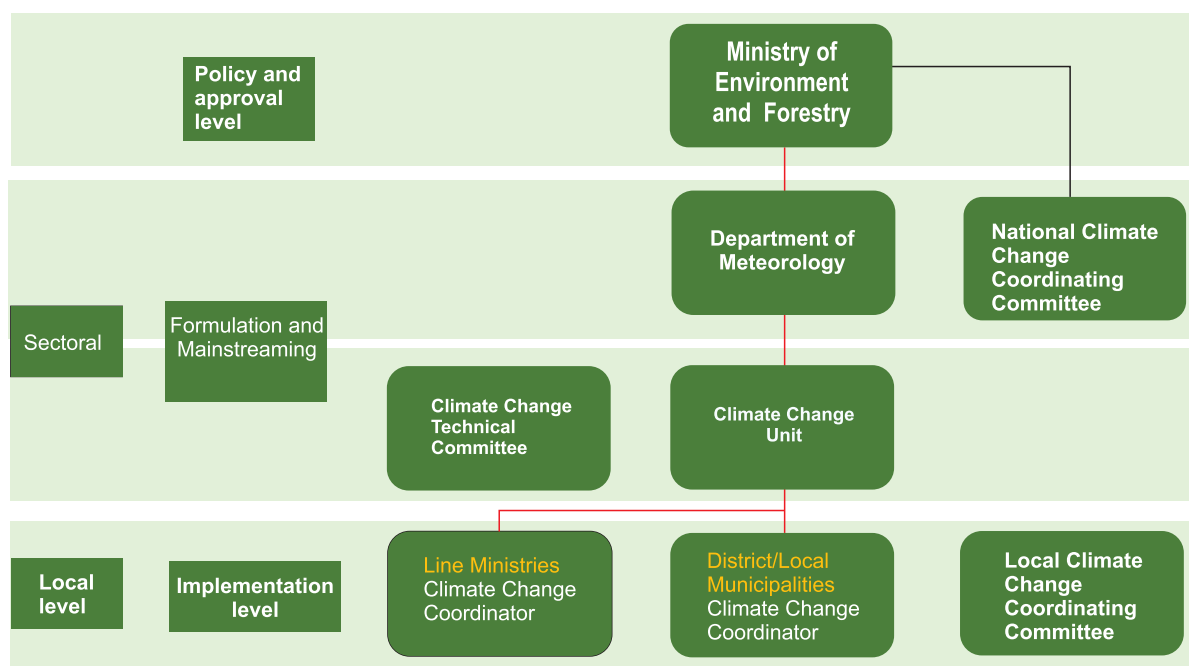 Policy and
approval
level
Ministry of
Environment
and Forestry
Department of
Meteorology
National Climate
Change
Coordinating
Committee
Sectoral
Formulation and
Mainstreaming
Climate Change
Technical
Committee
Climate Change
Unit
Local
level
Implementation
level
Line Ministries
Climate Change
Coordinator
District/Local
Municipalities
Climate Change
Coordinator
Local Climate
Change
Coordinating
Committee